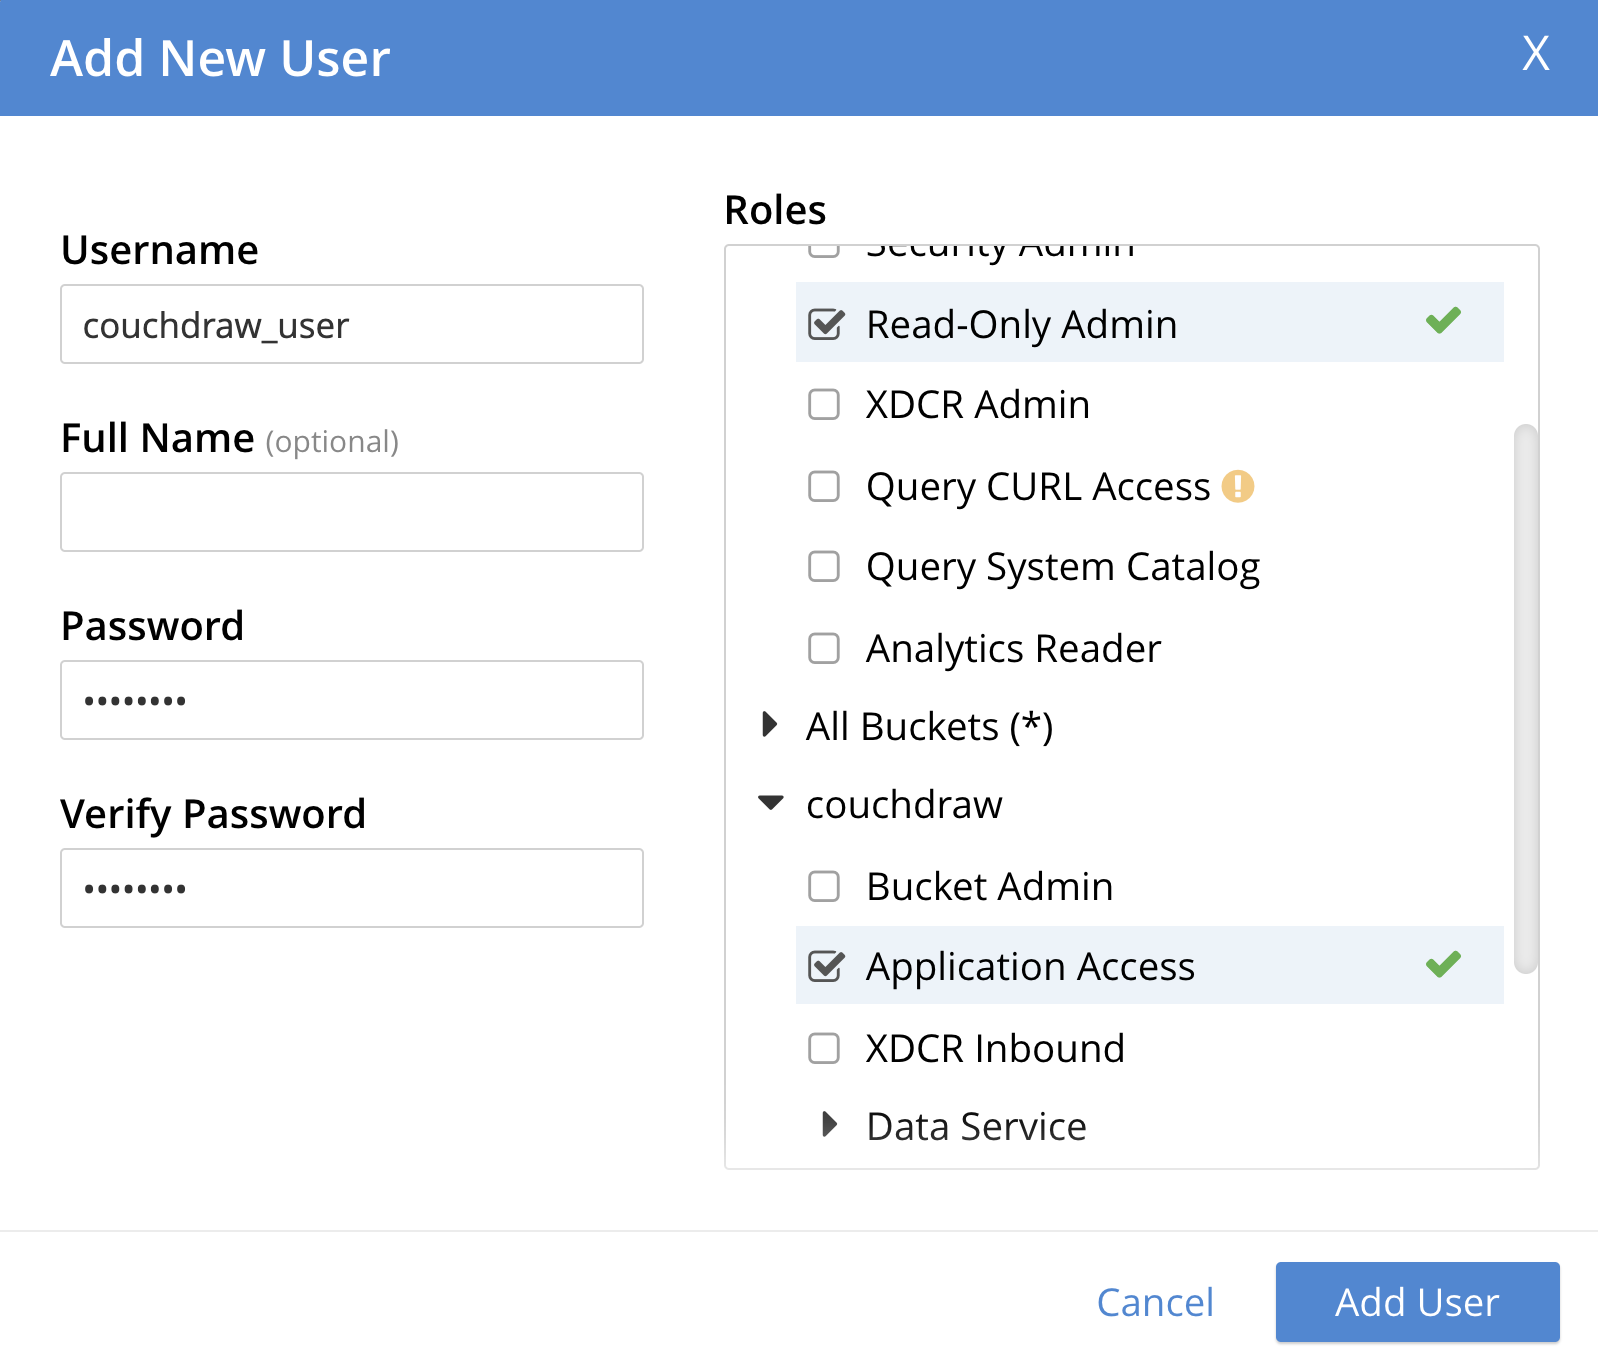 Add New User
X
Username
couchdraw_user
Full Name (optional)
Password
••••••••
Verify Password
••••••••
Roles
Security Admin
Read-Only Admin
XDCR Admin
Query CURL Access
Query System Catalog
Analytics Reader
All Buckets (*)
couchdraw
Bucket Admin
Application Access
XDCR Inbound
Data Service
Cancel
Add User